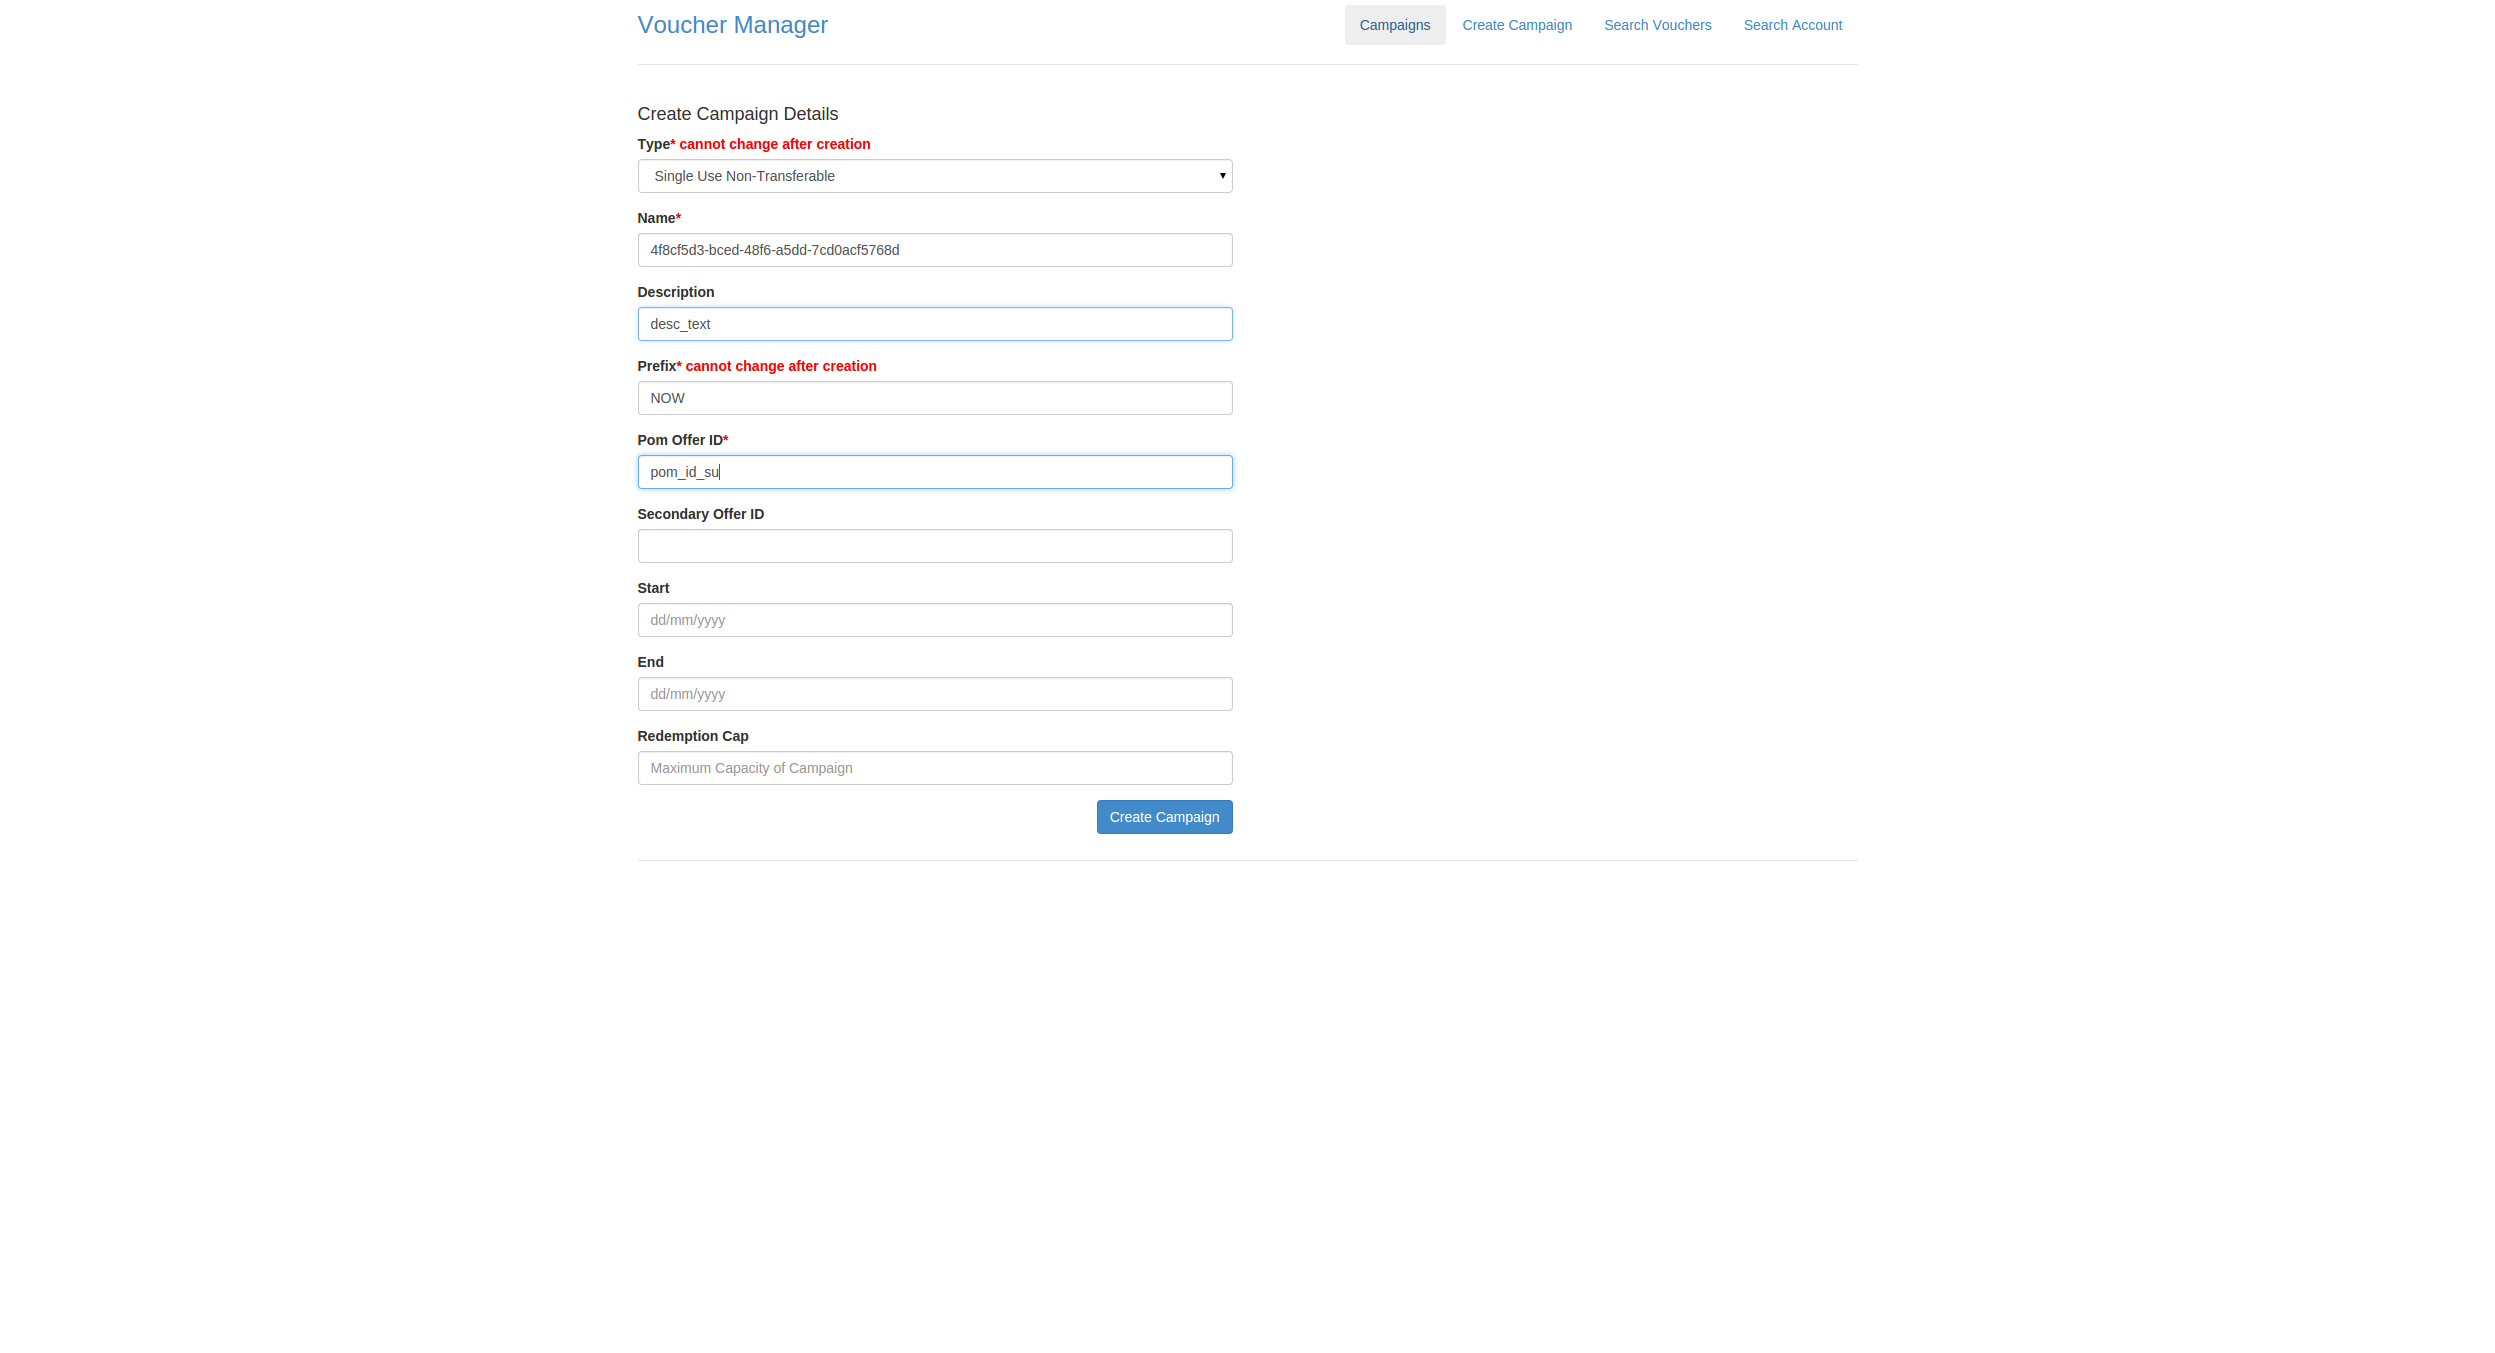 Voucher Manager
Campaigns Create Campaign Search Vouchers Search Account
Create Campaign Details
Type* cannot change after creation
Single Use Non-Transferable
Name*
4f8cf5d3-bced-48f6-a5dd-7cd0acf5768d
Description
desc_text
Prefix* cannot change after creation
NOW
Pom Offer ID*
pom_id_su
Secondary Offer ID
Start
dd/mm/yyyy
End
dd/mm/yyyy
Redemption Cap
Maximum Capacity of Campaign
Create Campaign